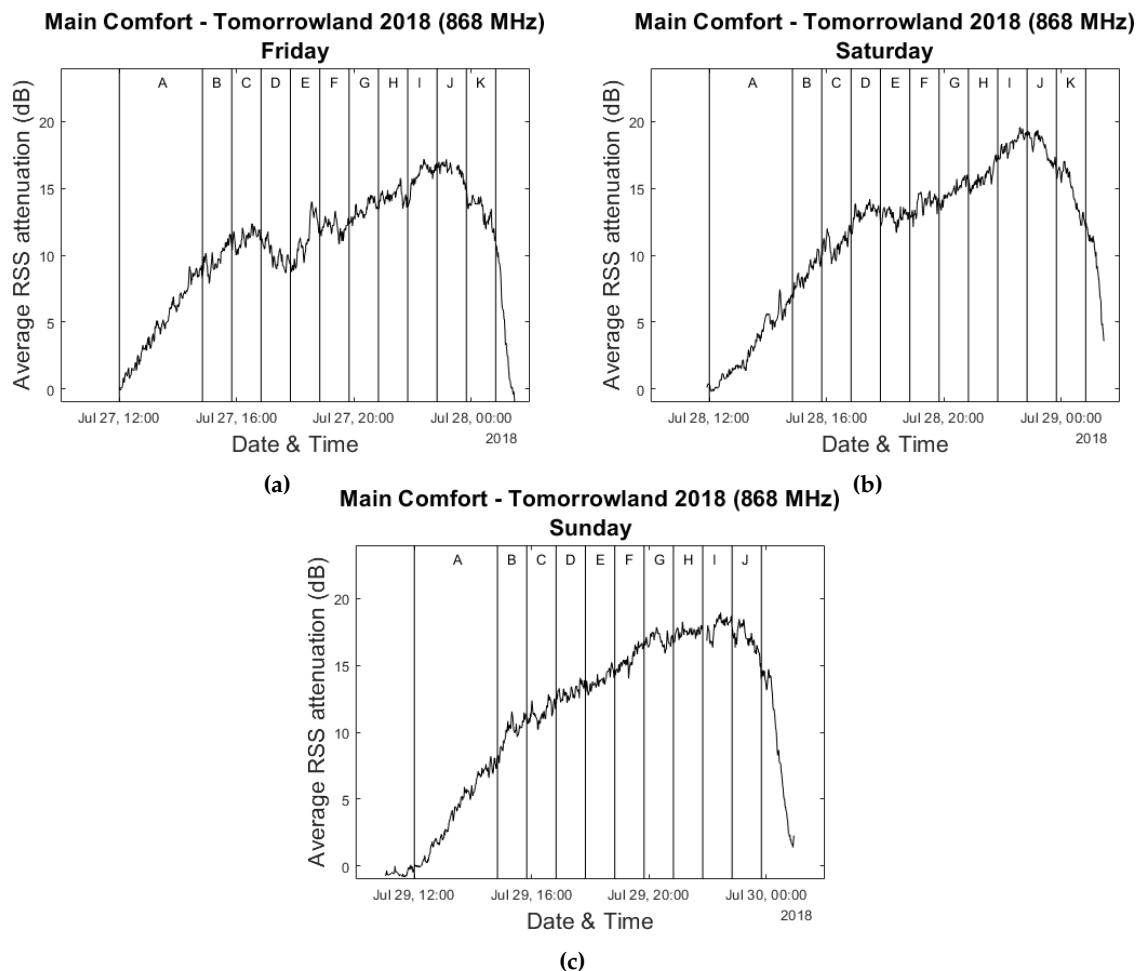 Main Comfort - Tomorrowland 2018 (868 MHz)
Friday
A B C D E F G H I J K
Average RSS attenuation (dB)
20
15
10
5
0
Jul 27, 12:00 Jul 27, 16:00 Jul 27, 20:00 Jul 28, 00:00
2018
Date & Time
(a)
Main Comfort - Tomorrowland 2018 (868 MHz)
Saturday
A B C D E F G H I J K
Average RSS attenuation (dB)
20
15
10
5
0
Jul 28, 12:00 Jul 28, 16:00 Jul 28, 20:00 Jul 29, 00:00
2018
Date & Time
(b)
Main Comfort - Tomorrowland 2018 (868 MHz)
Sunday
A B C D E F G H I J
Average RSS attenuation (dB)
20
15
10
5
0
Jul 29, 12:00 Jul 29, 16:00 Jul 29, 20:00 Jul 30, 00:00
2018
Date & Time
(c)